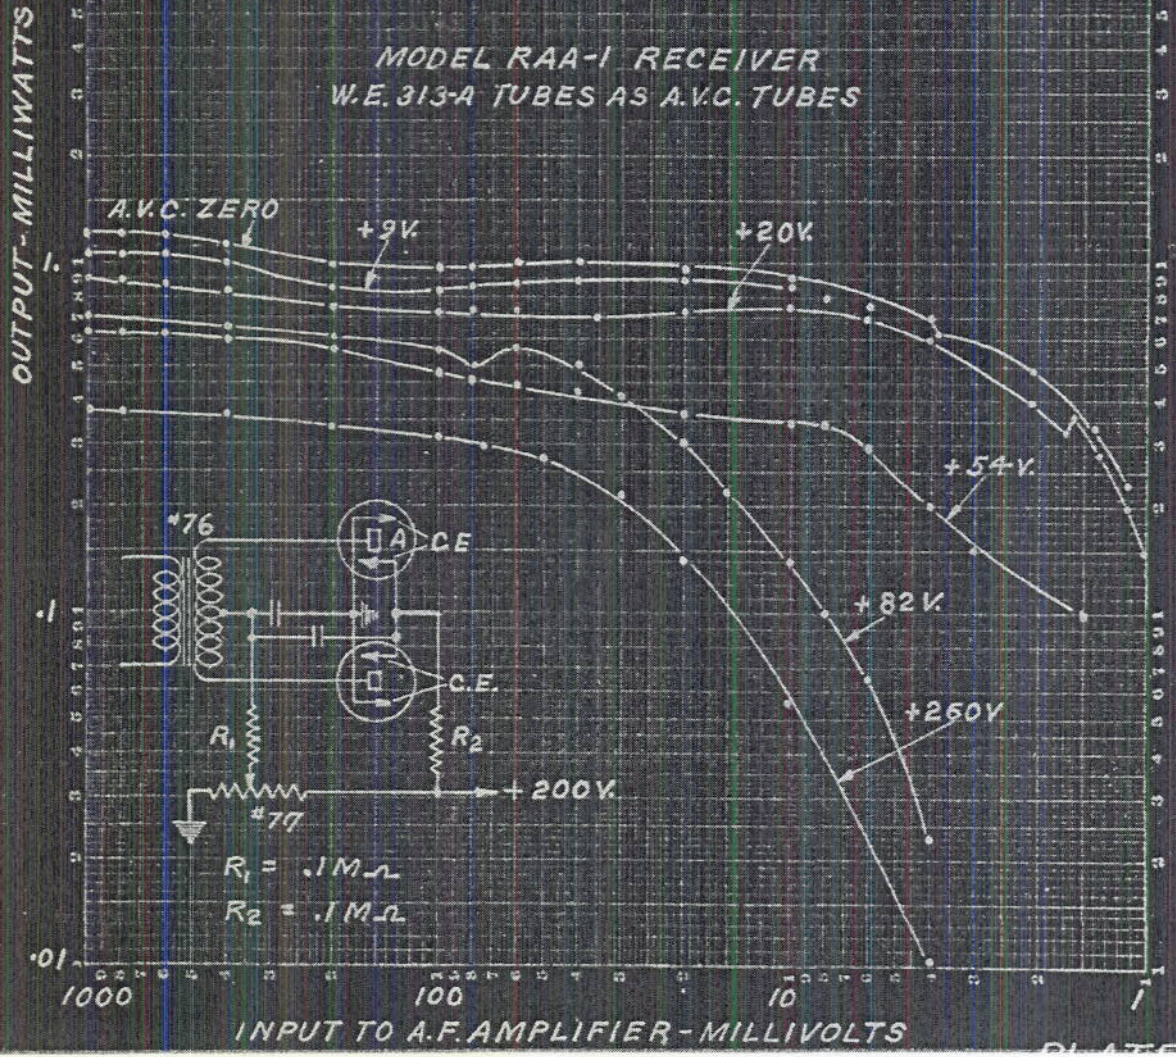 OUTPUT-MILLIWATTS
MODEL RAA-1 RECEIVER
W.E. 313-A TUBES AS A.V.C. TUBES
A.V.C. ZERO
+9V.
+20V.
+54V.
+82V.
+260V
1.
.1
.01
#76
A
C.E
C.E.
R1
R2
+200V.
#77
R1 = .1MΩ
R2 = .1MΩ
1000
100
10
1
INPUT TO A.F. AMPLIFIER-MILLIVOLTS